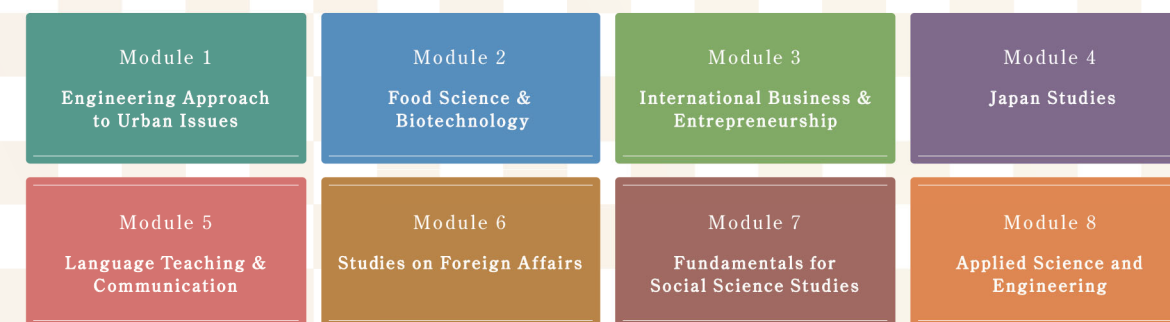 Module 1
Engineering Approach
to Urban Issues
Module 2
Food Science &
Biotechnology
Module 3
International Business &
Entrepreneurship
Module 4
Japan Studies
Module 5
Language Teaching &
Communication
Module 6
Studies on Foreign Affairs
Module 7
Fundamentals for
Social Science Studies
Module 8
Applied Science and
Engineering